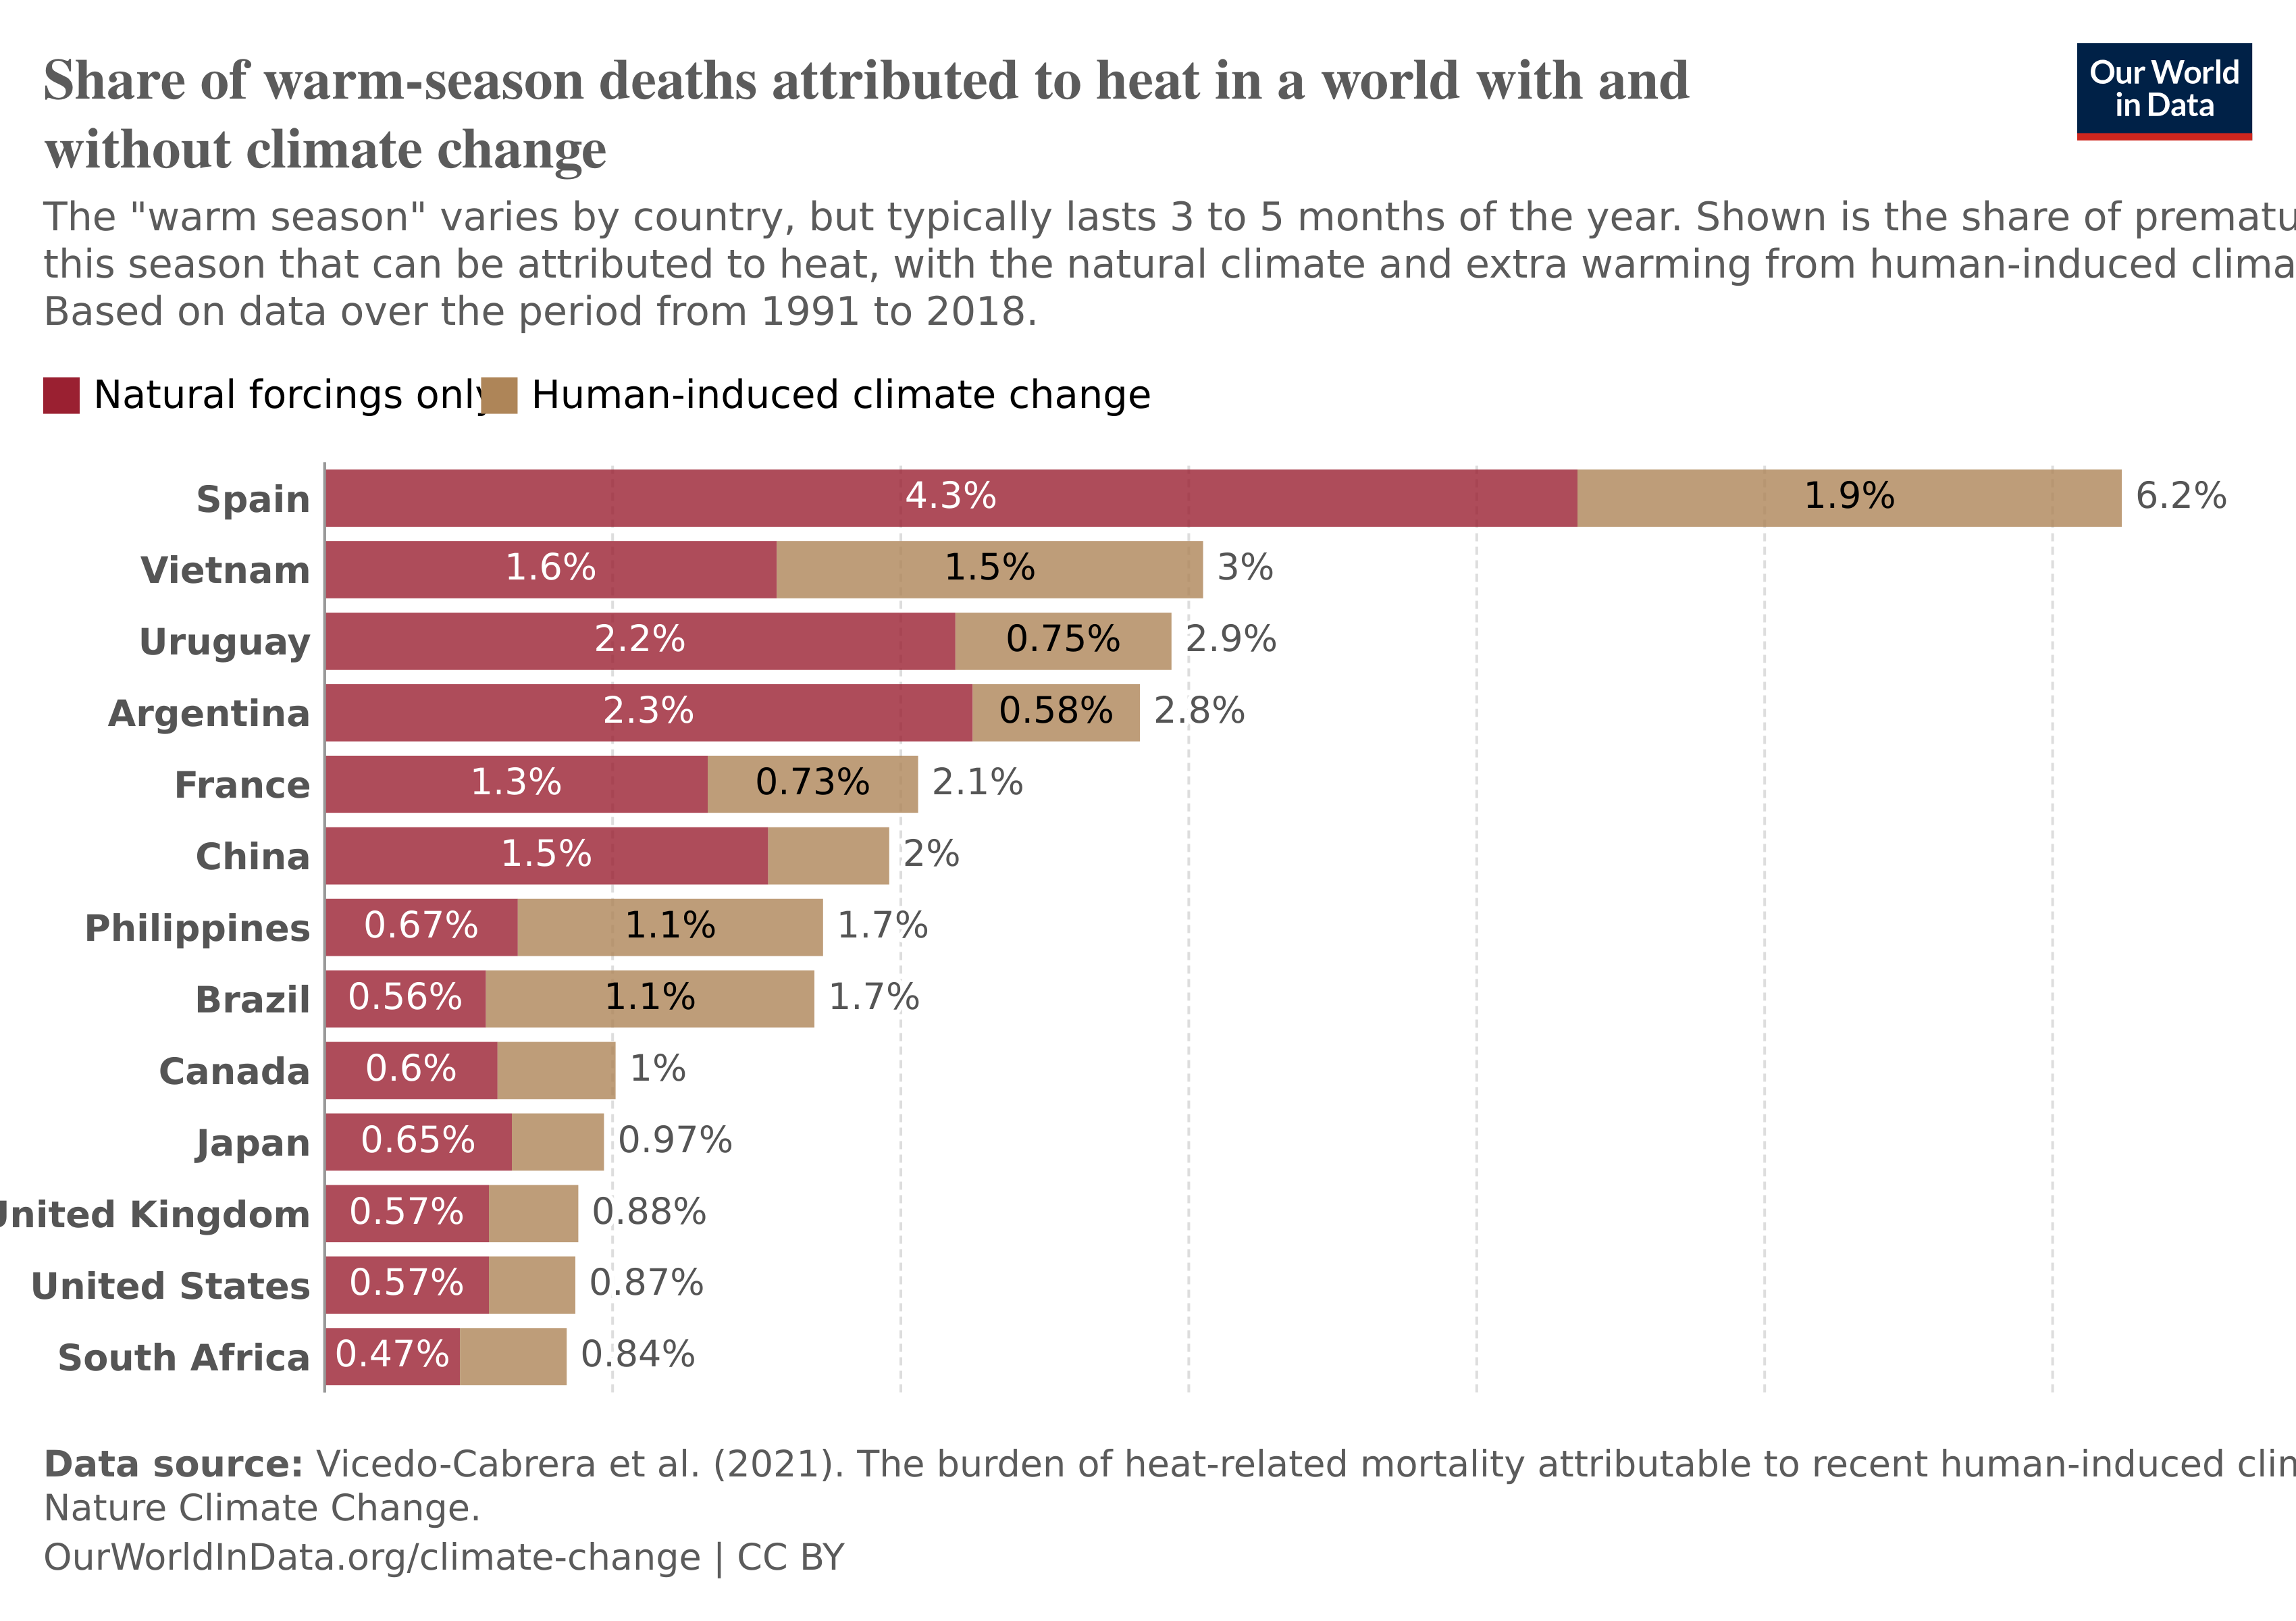 Share of warm-season deaths attributed to heat in a world with and
without climate change
Our World
in Data
The "warm season" varies by country, but typically lasts 3 to 5 months of the year. Shown is the share of
this season that can be attributed to heat, with the natural climate and extra warming from human-induced
Based on data over the period from 1991 to 2018.
Natural forcings only
Human-induced climate change
Spain 4.3% 1.9% 6.2%
Vietnam 1.6% 1.5% 3%
Uruguay 2.2% 0.75% 2.9%
Argentina 2.3% 0.58% 2.8%
France 1.3% 0.73% 2.1%
China 1.5% 2%
Philippines 0.67% 1.1% 1.7%
Brazil 0.56% 1.1% 1.7%
Canada 0.6% 1%
Japan 0.65% 0.97%
United Kingdom 0.57% 0.88%
United States 0.57% 0.87%
South Africa 0.47% 0.84%
Data source: Vicedo-Cabrera et al. (2021). The burden of heat-related mortality attributable to recent human-induced
Nature Climate Change.
OurWorldInData.org/climate-change | CC BY